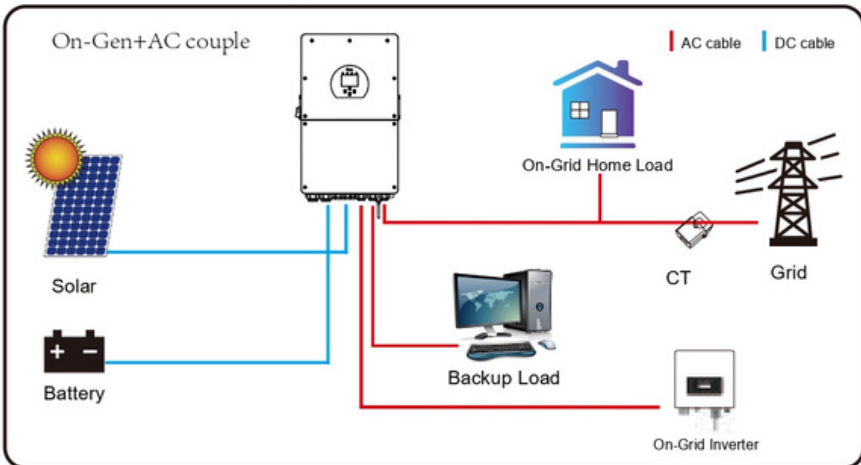 On-Gen+AC couple
AC cable
DC cable
On-Grid Home Load
CT
Grid
Solar
Backup Load
+ −
Battery
On-Grid Inverter